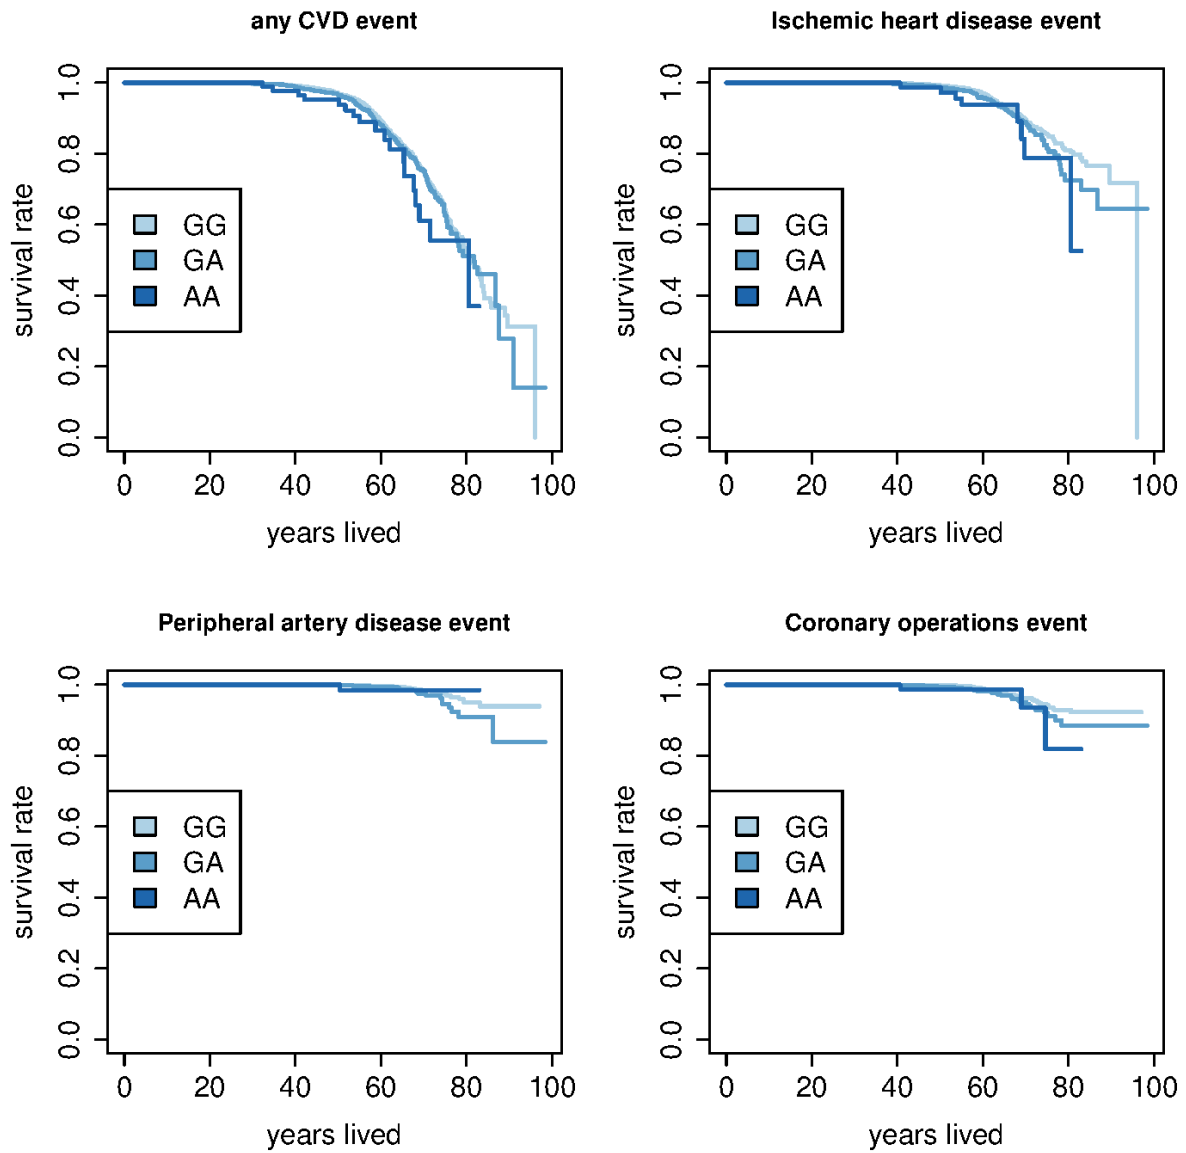 any CVD event
survival rate
1.0
0.8
0.6
0.4
0.2
0.0
GG
GA
AA
0 20 40 60 80 100
years lived
Ischemic heart disease event
survival rate
1.0
0.8
0.6
0.4
0.2
0.0
GG
GA
AA
0 20 40 60 80 100
years lived
Peripheral artery disease event
survival rate
1.0
0.8
0.6
0.4
0.2
0.0
GG
GA
AA
0 20 40 60 80 100
years lived
Coronary operations event
survival rate
1.0
0.8
0.6
0.4
0.2
0.0
GG
GA
AA
0 20 40 60 80 100
years lived